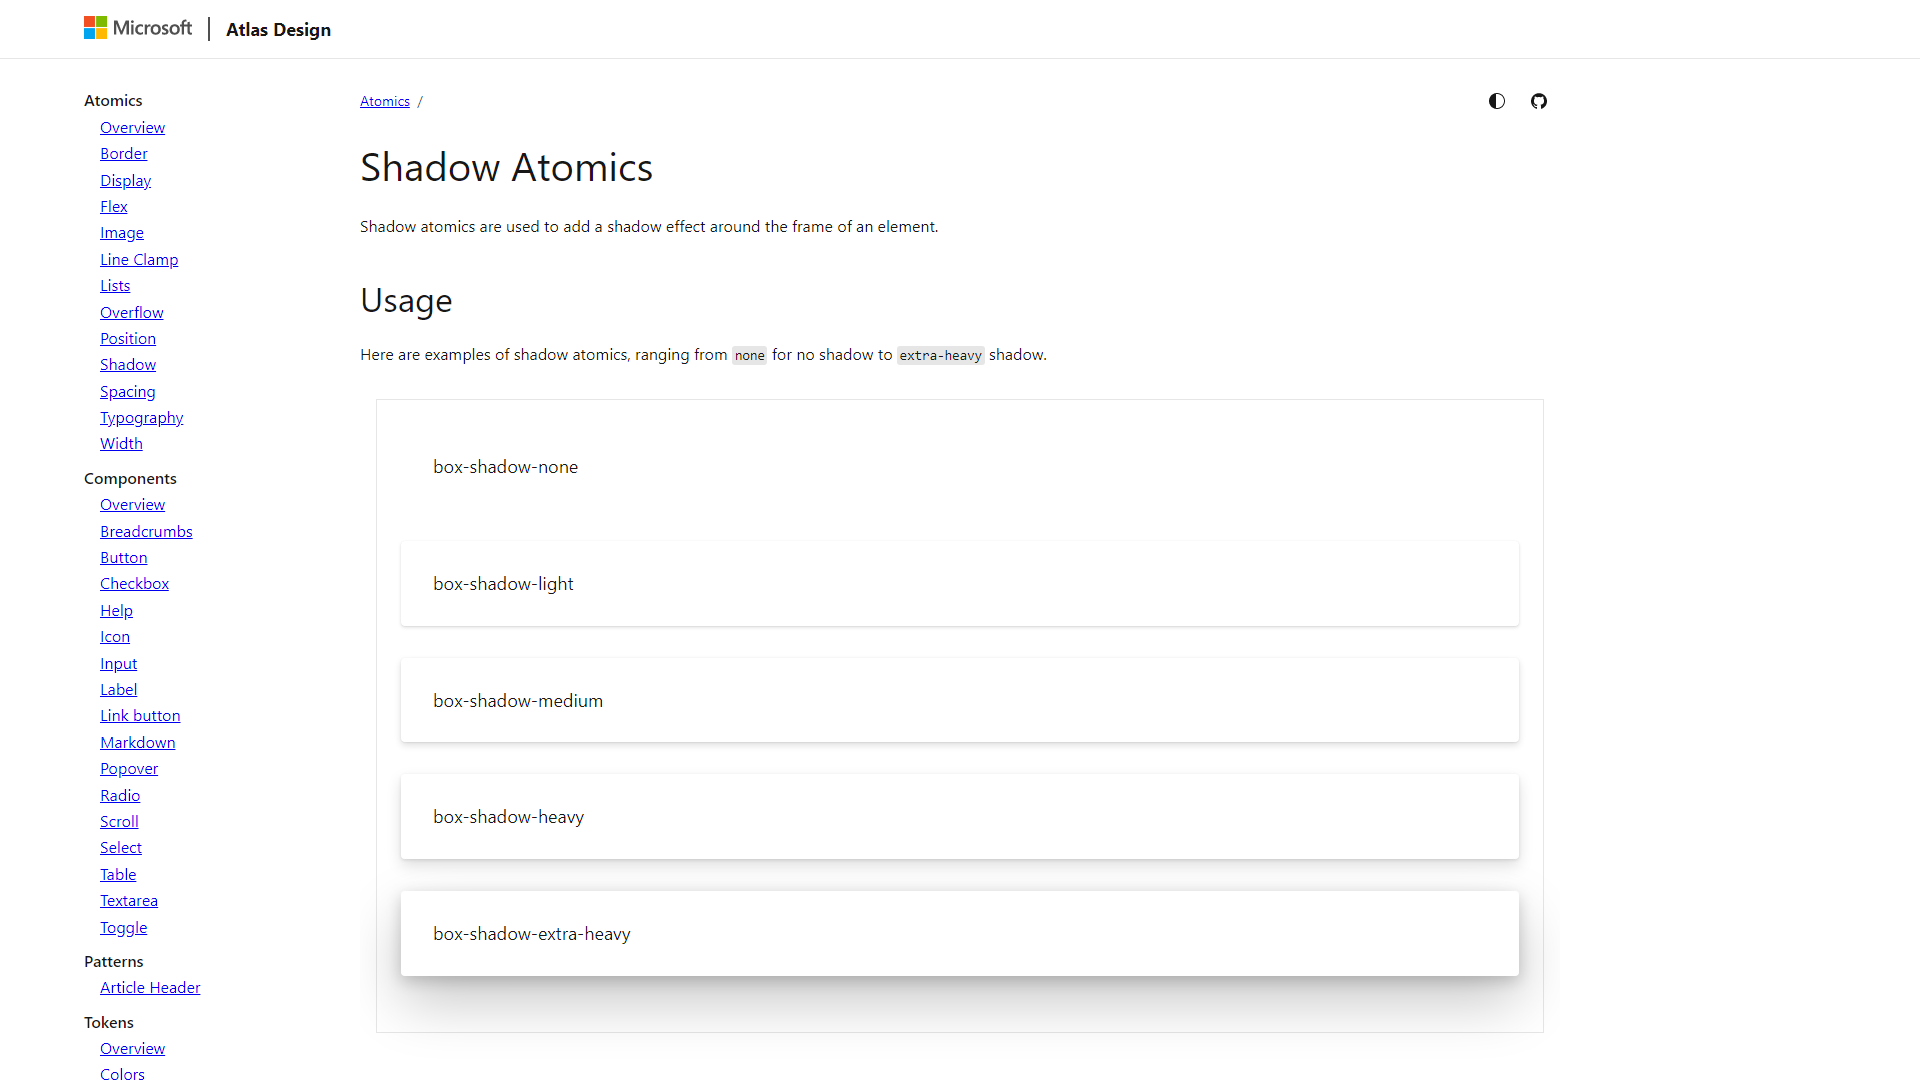 Microsoft
Atlas Design
Atomics
Overview
Border
Display
Flex
Image
Line Clamp
Lists
Overflow
Position
Shadow
Spacing
Typography
Width
Components
Overview
Breadcrumbs
Button
Checkbox
Help
Icon
Input
Label
Link button
Markdown
Popover
Radio
Scroll
Select
Table
Textarea
Toggle
Patterns
Article Header
Tokens
Overview
Colors
Atomics /
Shadow Atomics
Shadow atomics are used to add a shadow effect around the frame of an element.
Usage
Here are examples of shadow atomics, ranging from none for no shadow to extra-heavy shadow.
box-shadow-none
box-shadow-light
box-shadow-medium
box-shadow-heavy
box-shadow-extra-heavy